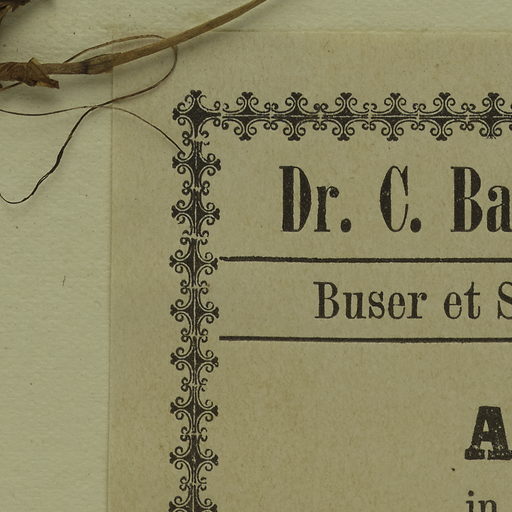 Dr. C. Ba
Buser et S
A
in